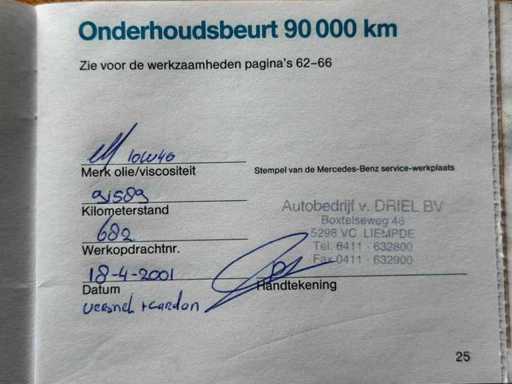 Onderhoudsbeurt 90 000 km
Zie voor de werkzaamheden pagina's 62–66
10W40
Merk olie/viscositeit
Stempel van de Mercedes-Benz service-werkplaats
91589
Kilometerstand
682
Werkopdrachtnr.
Autobedrijf v. DRIEL BV
Boxtelseweg 48
5298 VC LIEMPDE
Tel. 0411 - 632800
Fax 0411 - 632900
18-4-2001
Datum
Handtekening
25